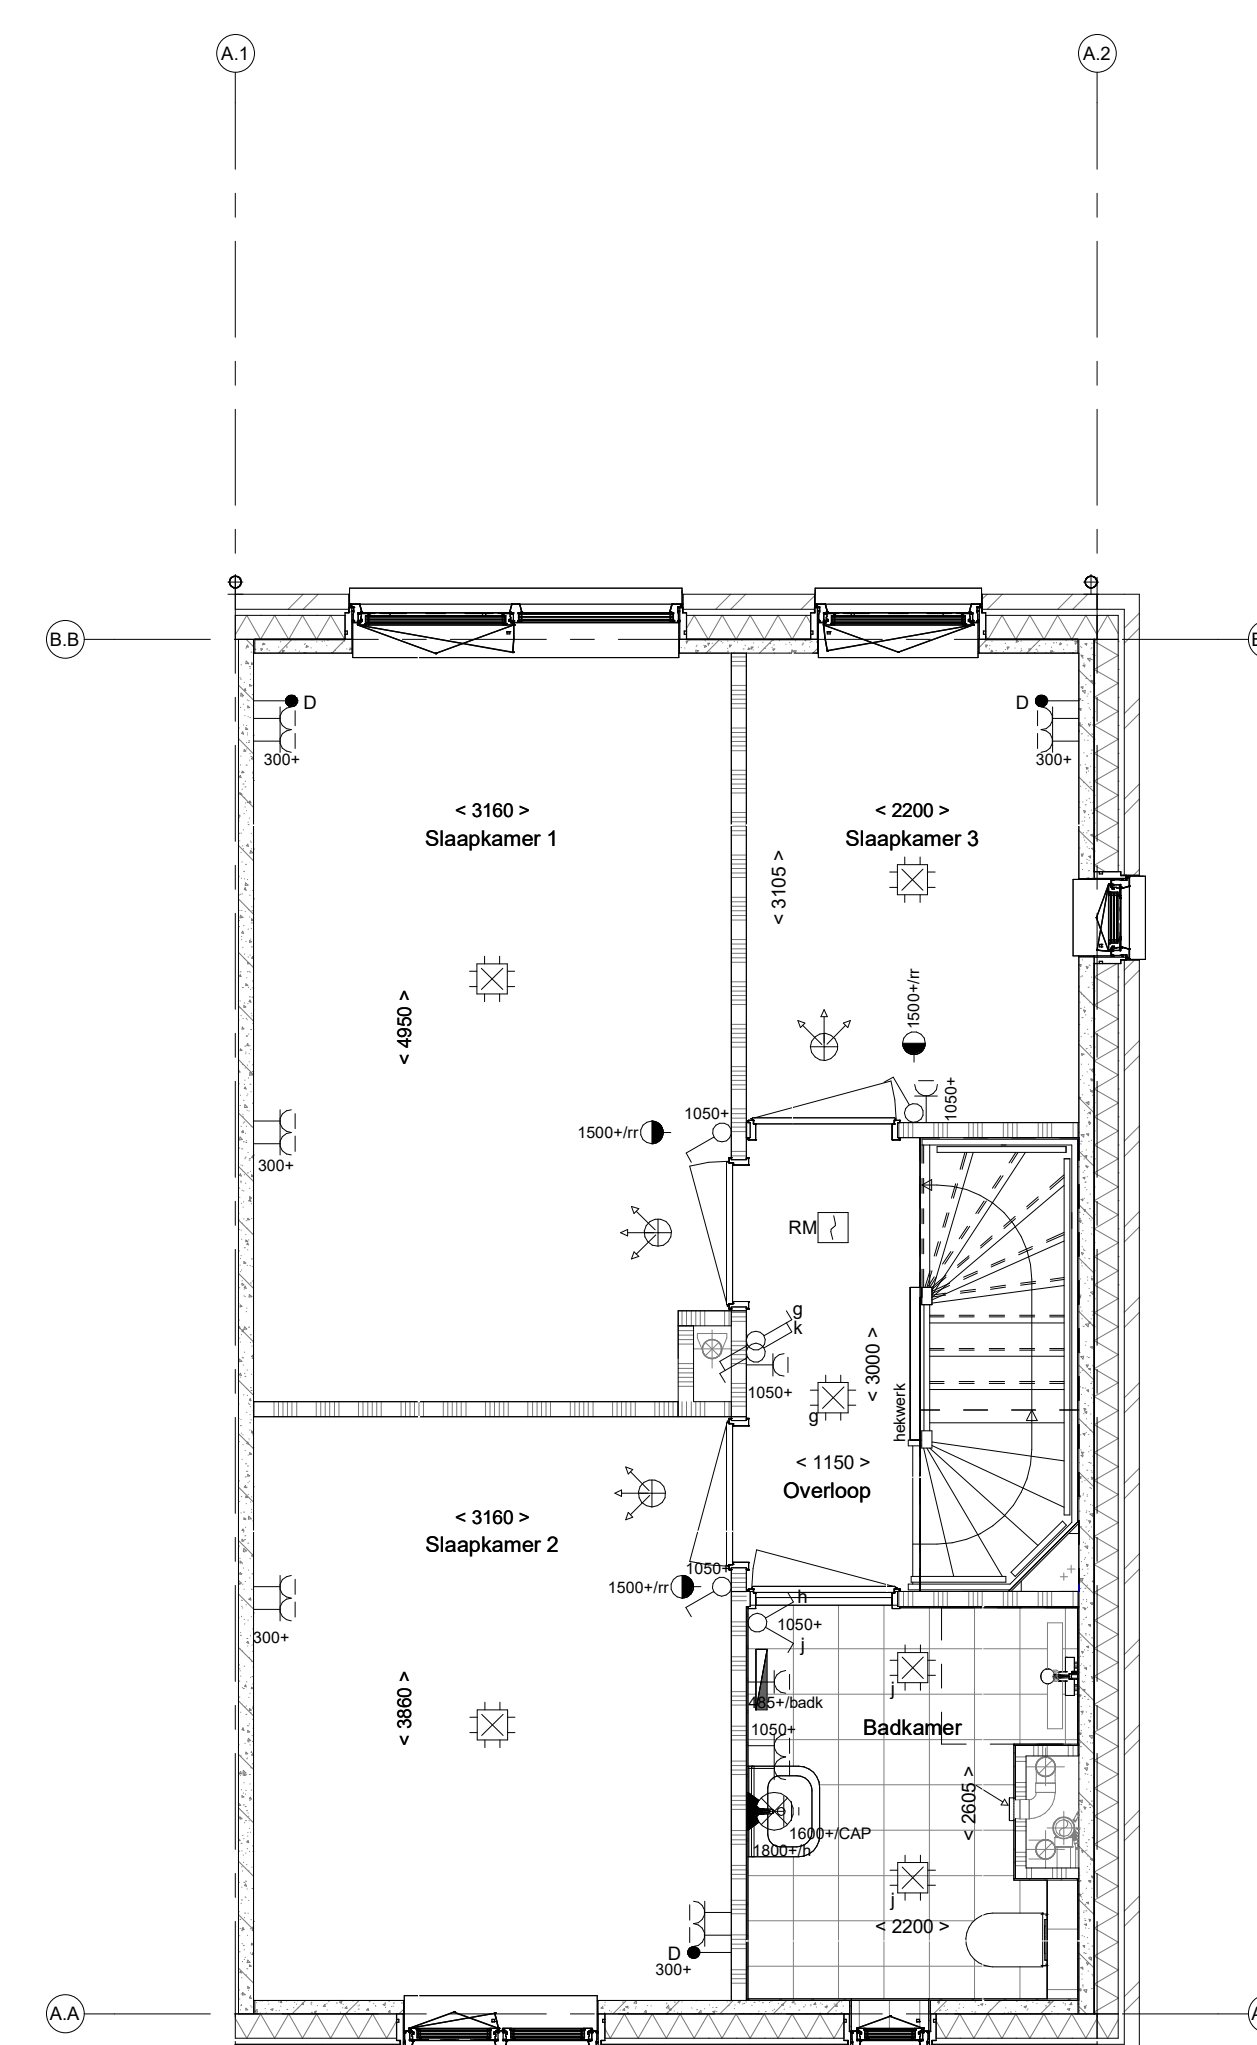 A.1
A.2
B.B
D
300+
D
300+
< 3160 >
Slaapkamer 1
< 2200 >
Slaapkamer 3
< 3105 >
< 4950 >
1500+/rr
1050+
1050+
1500+/rr
300+
RM
g
k
1050+
< 3000 >
hekwerk
g
< 1150 >
Overloop
< 3160 >
Slaapkamer 2
1050+
1500+/rr
300+
h
1050+
j
< 3860 >
j
485+/badk
Badkamer
1050+
< 2605 >
1600+/CAP
1800+/h
j
< 2200 >
D
300+
A.A